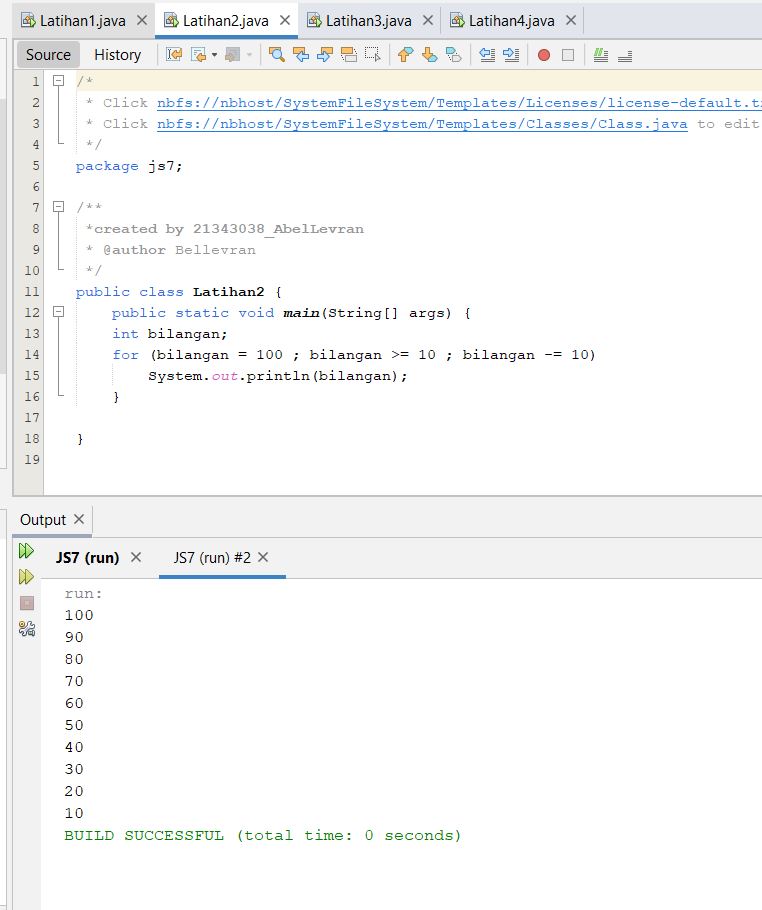 Latihan1.java Latihan2.java Latihan3.java Latihan4.java
Source History
1 /*
2 * Click nbfs://nbhost/SystemFileSystem/Templates/Licenses/license-default.t
3 * Click nbfs://nbhost/SystemFileSystem/Templates/Classes/Class.java to edit
4 */
5 package js7;
6
7 /**
8 *created by 21343038_AbelLevran
9 * @author Bellevran
10 */
11 public class Latihan2 {
12 public static void main(String[] args) {
13 int bilangan;
14 for (bilangan = 100 ; bilangan >= 10 ; bilangan -= 10)
15 System.out.println(bilangan);
16 }
17
18 }
19
Output
JS7 (run) JS7 (run) #2
run:
100
90
80
70
60
50
40
30
20
10
BUILD SUCCESSFUL (total time: 0 seconds)